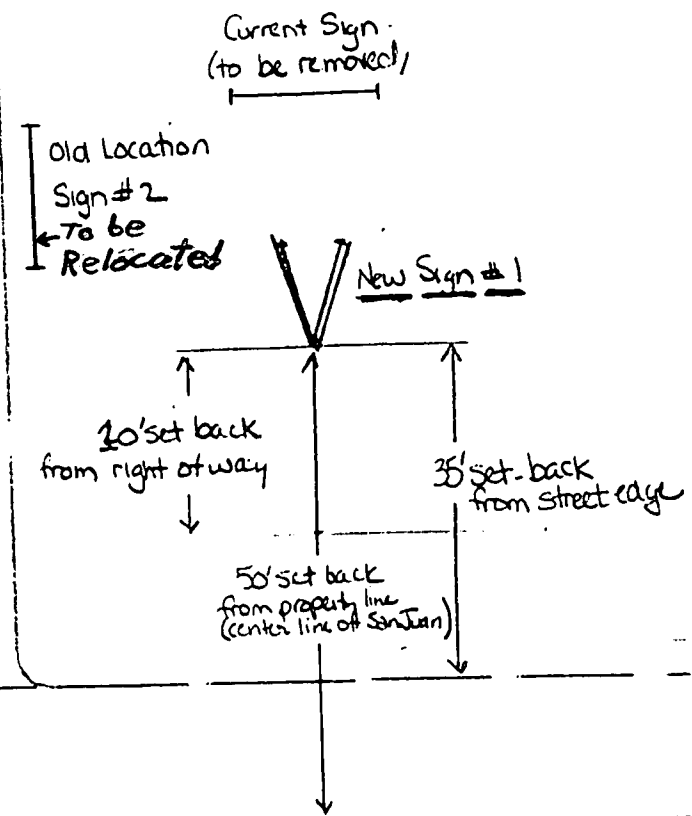 Current Sign.
(to be removed)
Old Location
Sign #2
To be
Relocated
New Sign #1
10' set back
from right of way
35' set-back
from street edge
50' set back
from property line
(center line of San Juan)